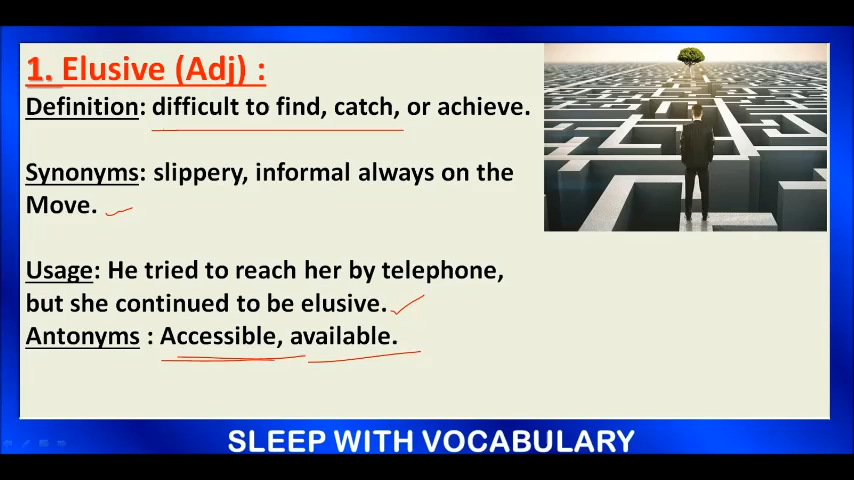 1. Elusive (Adj) :
Definition: difficult to find, catch, or achieve.
Synonyms: slippery, informal always on the
Move.
Usage: He tried to reach her by telephone,
but she continued to be elusive.
Antonyms : Accessible, available.
SLEEP WITH VOCABULARY